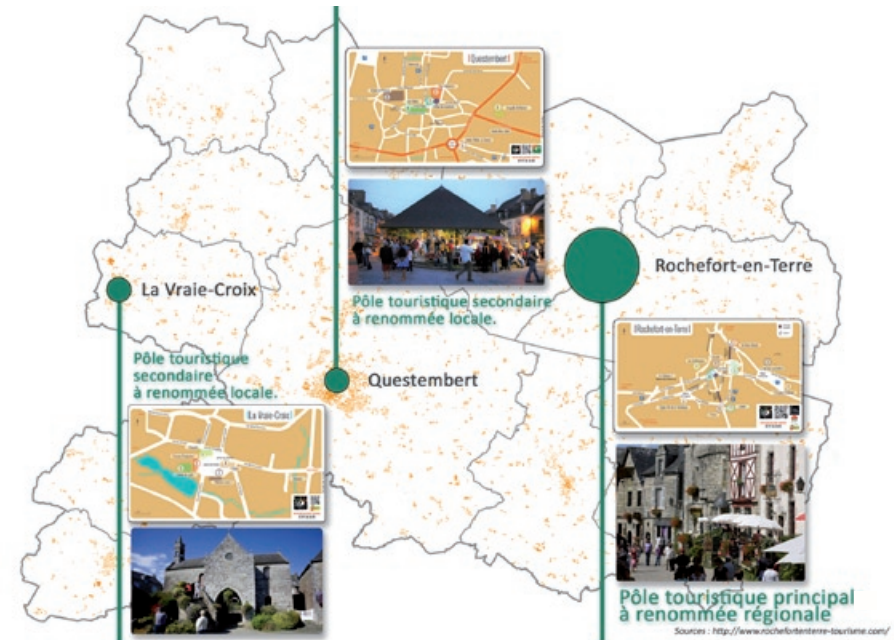 [Questembert]
Pôle touristique secondaire
à renommée locale.
La Vraie-Croix
Pôle touristique
secondaire
à renommée locale.
[La Vraie-Croix]
Questembert
Rochefort-en-Terre
[Rochefort-en-Terre]
Pôle touristique principal
à renommée régionale
Sources : http://www.rochefortenterre-tourisme.com/